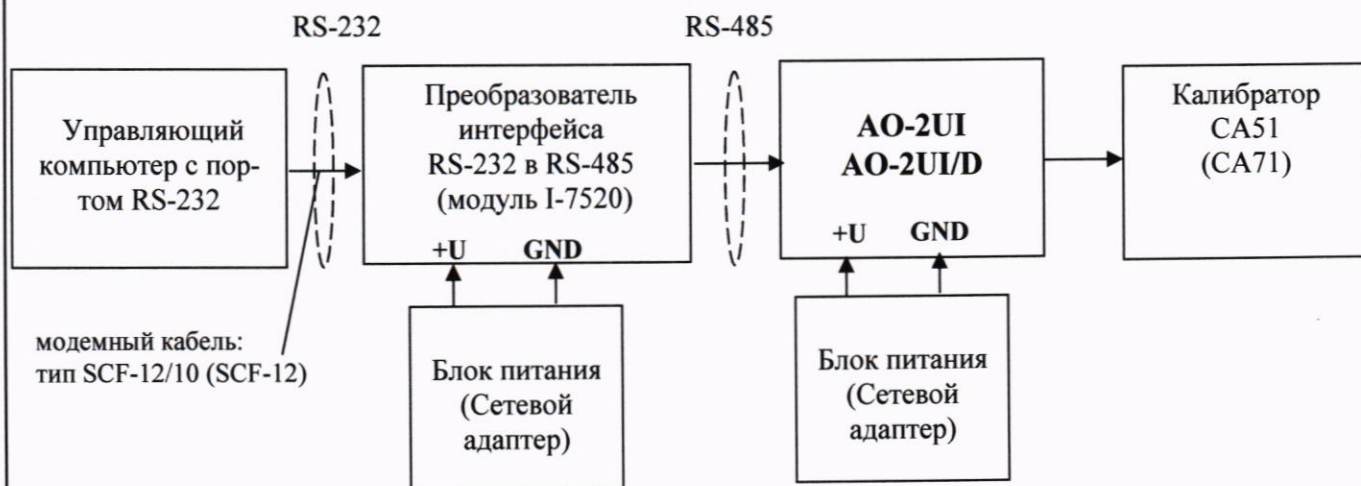 RS-232
RS-485
Управляющий
компьютер с пор-
том RS-232
Преобразователь
интерфейса
RS-232 в RS-485
(модуль I-7520)
+U GND
AO-2UI
AO-2UI/D
+U GND
Калибратор
CA51
(CA71)
модемный кабель:
тип SCF-12/10 (SCF-12)
Блок питания
(Сетевой
адаптер)
Блок питания
(Сетевой
адаптер)